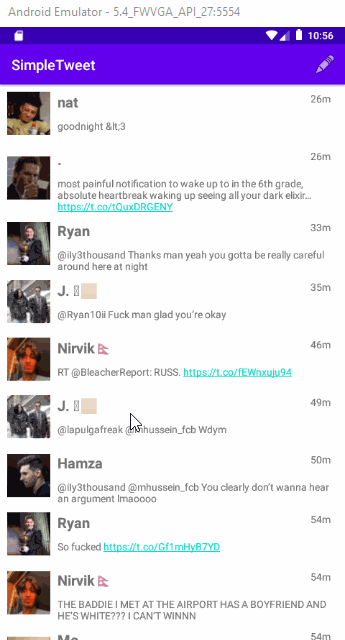 Android Emulator - 5.4_FWVGA_API_27:5554
10:56
SimpleTweet
nat 26m
goodnight &lt;3
. 26m
most painful notification to wake up to in the 6th grade,
absolute heartbreak waking up seeing all your dark elixir…
https://t.co/tQuxDRGENY
Ryan 33m
@ily3thousand Thanks man yeah you gotta be really careful
around here at night
J. 35m
@Ryan10ii Fuck man glad you're okay
Nirvik 🇳🇵 46m
RT @BleacherReport: RUSS. https://t.co/fEWnxuju94
J. 49m
@lapulgafreak @mhussein_fcb Wdym
Hamza 50m
@ily3thousand @mhussein_fcb You clearly don't wanna hear
an argument lmaoooo
Ryan 54m
So fucked https://t.co/Gf1mHyB7YD
Nirvik 🇳🇵 54m
THE BADDIE I MET AT THE AIRPORT HAS A BOYFRIEND AND
HE'S WHITE??? I CAN'T WINNN
54m